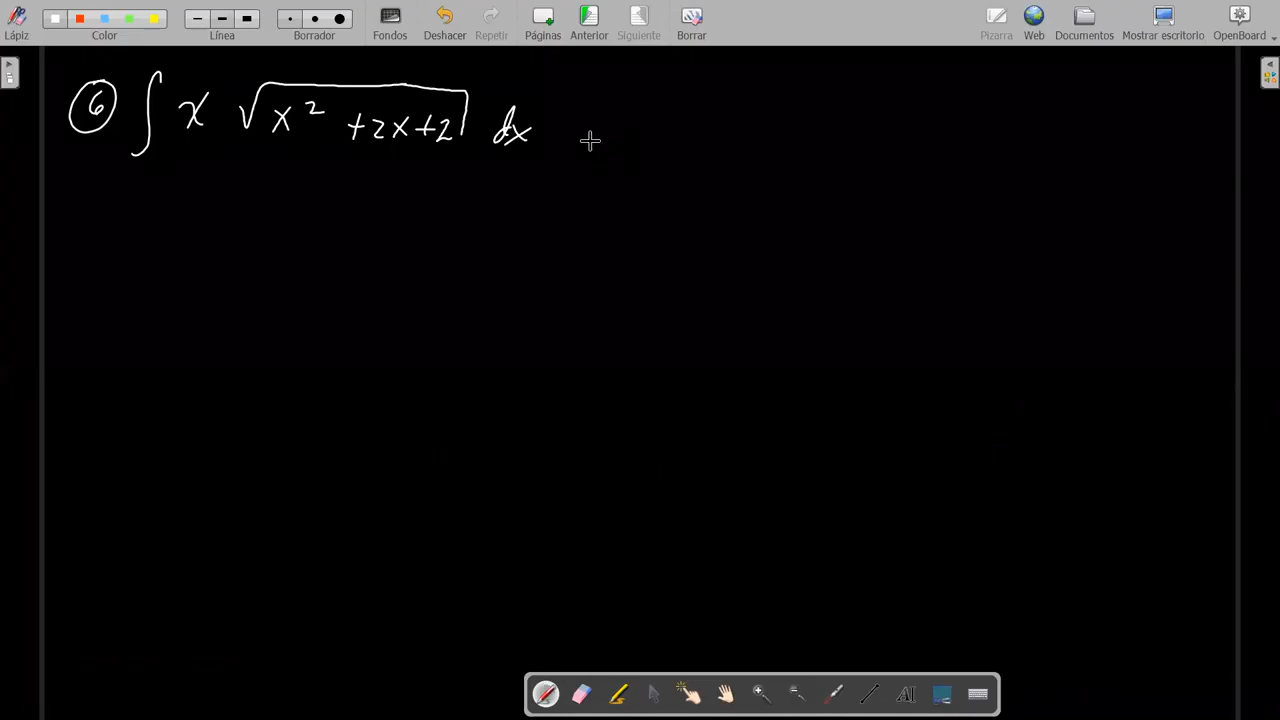 Lápiz Color Línea Borrador Fondos Deshacer Repetir Páginas Anterior Siguiente Borrar Pizarra Web Documentos Mostrar escritorio OpenBoard
⑥ ∫ x √(x² +2x+2) dx
AI